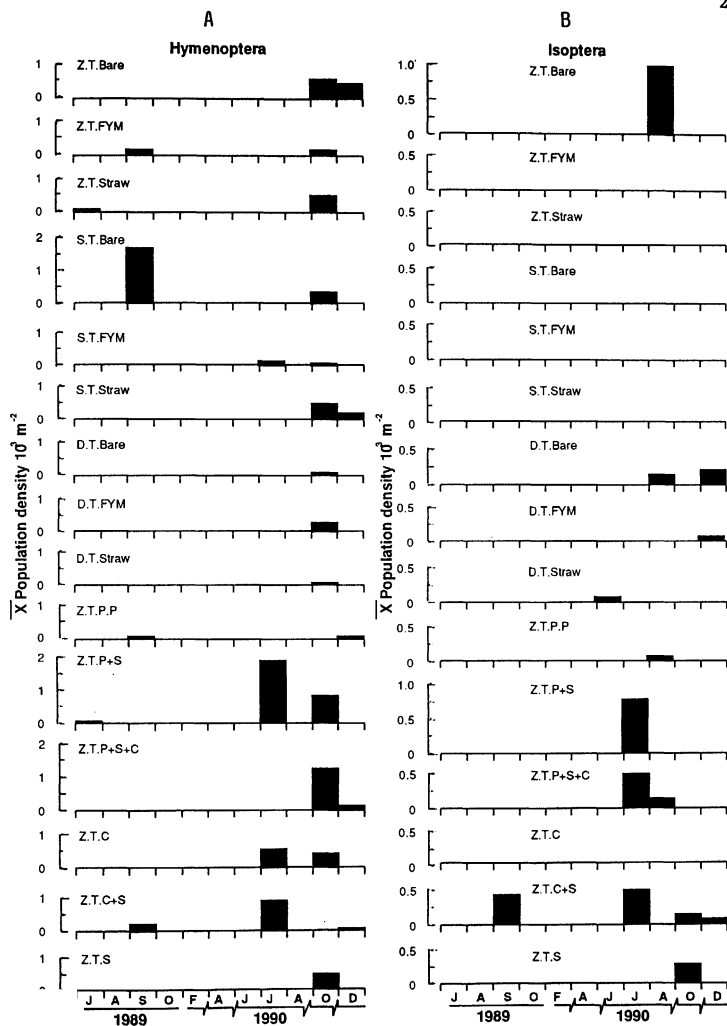 2
A
B
Hymenoptera
Isoptera
X Population density 10³ m⁻²
1
0
Z.T.Bare
1
0
Z.T.FYM
1
0
Z.T.Straw
2
1
0
S.T.Bare
1
0
S.T.FYM
1
0
S.T.Straw
1
0
D.T.Bare
1
0
D.T.FYM
1
0
D.T.Straw
1
0
Z.T.P.P
2
1
0
Z.T.P+S
2
1
0
Z.T.P+S+C
1
0
Z.T.C
1
0
Z.T.C+S
1
0
Z.T.S
J A S O F A J J A O D
1989 1990
X Population density 10³ m⁻²
1.0
0.5
0
Z.T.Bare
0.5
0
Z.T.FYM
0.5
0
Z.T.Straw
0.5
0
S.T.Bare
0.5
0
S.T.FYM
0.5
0
S.T.Straw
0.5
0
D.T.Bare
0.5
0
D.T.FYM
0.5
0
D.T.Straw
0.5
0
Z.T.P.P
1.0
0.5
0
Z.T.P+S
0.5
0
Z.T.P+S+C
0.5
0
Z.T.C
0.5
0
Z.T.C+S
0.5
0
Z.T.S
J A S O F A J J A O D
1989 1990